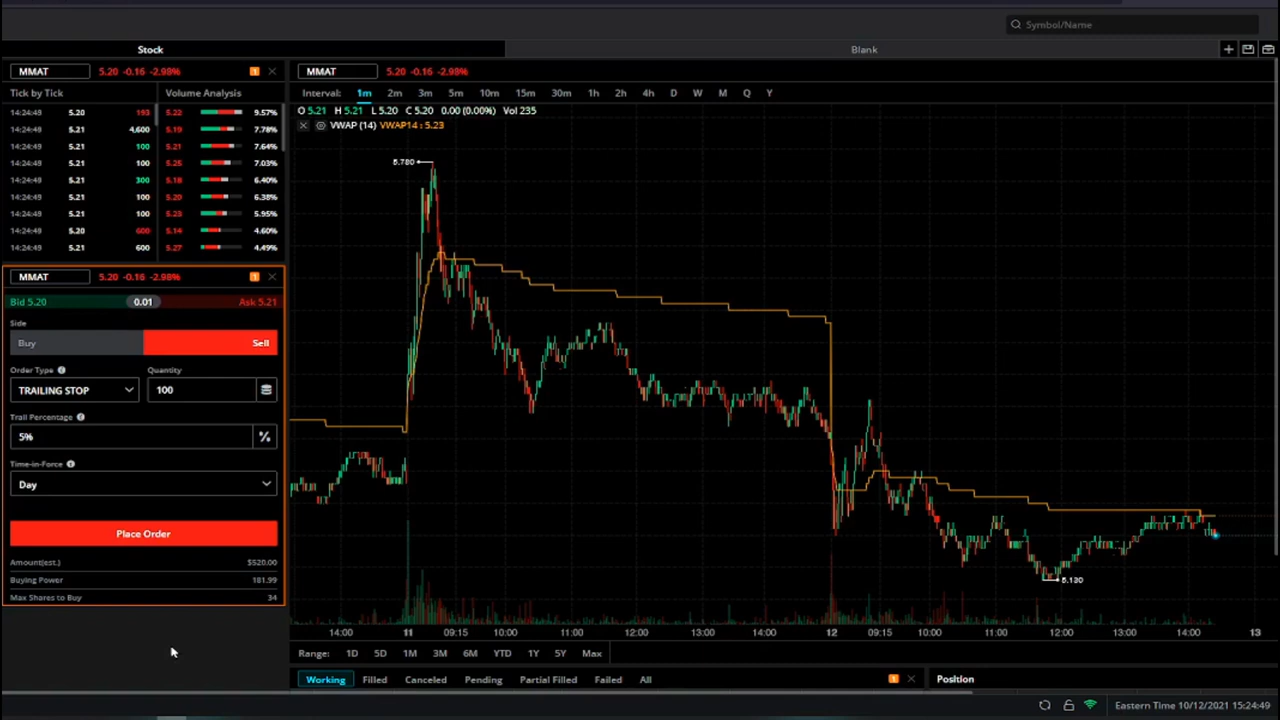 Symbol/Name
Stock
Blank
MMAT 5.20 -0.16 -2.98% 1
Tick by Tick Volume Analysis
14:24:49 5.20 193 5.22 9.57%
14:24:49 5.21 4,600 5.19 7.78%
14:24:49 5.21 100 5.21 7.64%
14:24:49 5.21 100 5.25 7.03%
14:24:49 5.21 300 5.18 6.40%
14:24:49 5.21 100 5.20 6.38%
14:24:49 5.21 100 5.23 5.95%
14:24:49 5.20 600 5.14 4.60%
14:24:49 5.21 600 5.27 4.49%
MMAT 5.20 -0.16 -2.98% 1
Bid 5.20 0.01 Ask 5.21
Side
Buy Sell
Order Type Quantity
TRAILING STOP 100
Trail Percentage
5%
Time-in-Force
Day
Place Order
Amount(est.) $520.00
Buying Power 181.99
Max Shares to Buy 34
MMAT 5.20 -0.16 -2.98%
Interval: 1m 2m 3m 5m 10m 15m 30m 1h 2h 4h D W M Q Y
O 5.21 H 5.21 L 5.20 C 5.20 0.00 (0.00%) Vol 235
VWAP (14) VWAP14 : 5.23
5.780
5.130
14:00 11 09:15 10:00 11:00 12:00 13:00 14:00 12 09:15 10:00 11:00 12:00 13:00 14:00 13
Range: 1D 5D 1M 3M 6M YTD 1Y 5Y Max
Working Filled Canceled Pending Partial Filled Failed All 1
Position
Eastern Time 10/12/2021 15:24:49